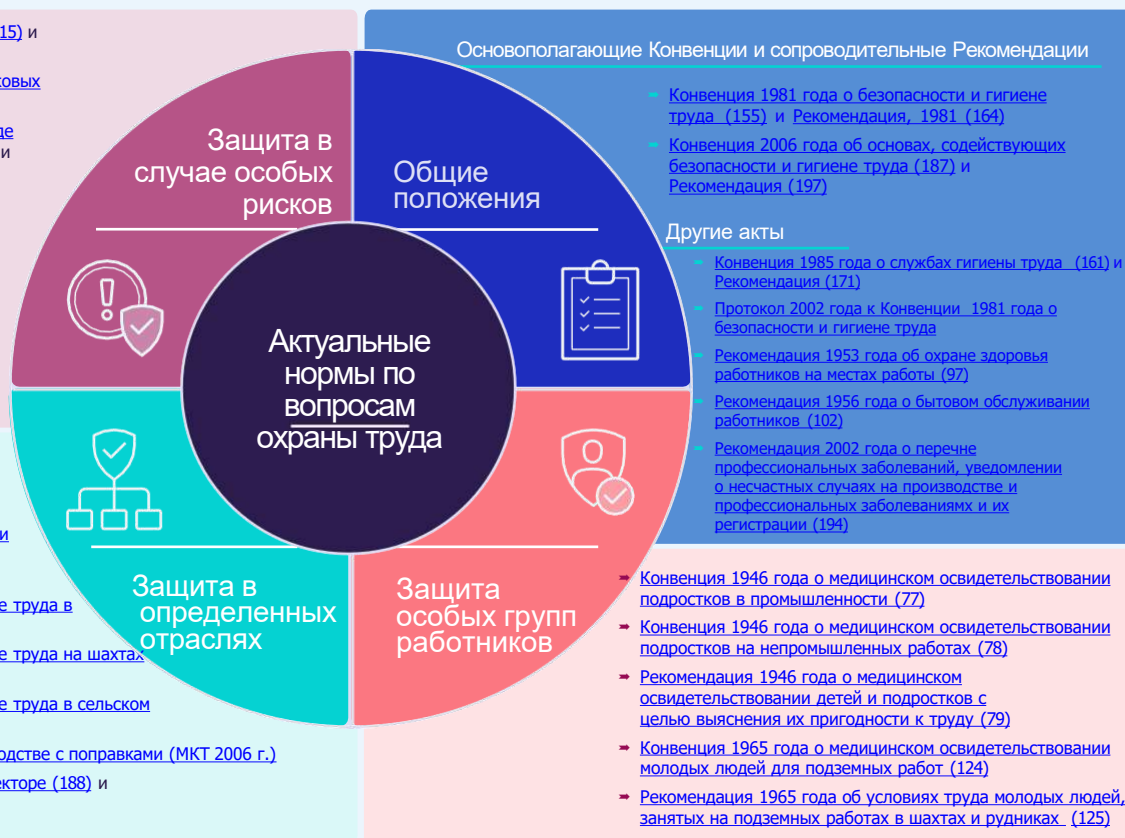 15) и
ковых
де
и
Защита в
случае особых
рисков
Общие
положения
Актуальные
нормы по
вопросам
охраны труда
Защита в
определенных
отраслях
Защита
особых групп
работников
Основополагающие Конвенции и сопроводительные Рекомендации
Конвенция 1981 года о безопасности и гигиене
труда (155) и Рекомендация, 1981 (164)
Конвенция 2006 года об основах, содействующих
безопасности и гигиене труда (187) и
Рекомендация (197)
Другие акты
Конвенция 1985 года о службах гигиены труда (161) и
Рекомендация (171)
Протокол 2002 года к Конвенции 1981 года о
безопасности и гигиене труда
Рекомендация 1953 года об охране здоровья
работников на местах работы (97)
Рекомендация 1956 года о бытовом обслуживании
работников (102)
Рекомендация 2002 года о перечне
профессиональных заболеваний, уведомлении
о несчастных случаях на производстве и
профессиональных заболеваниямх и их
регистрации (194)
и
е труда в
е труда на шахтах
е труда в сельском
одстве с поправками (МКТ 2006 г.)
екторе (188) и
Конвенция 1946 года о медицинском освидетельствовании
подростков в промышленности (77)
Конвенция 1946 года о медицинском освидетельствовании
подростков на непромышленных работах (78)
Рекомендация 1946 года о медицинском
освидетельствовании детей и подростков с
целью выяснения их пригодности к труду (79)
Конвенция 1965 года о медицинском освидетельствовании
молодых людей для подземных работ (124)
Рекомендация 1965 года об условиях труда молодых людей,
занятых на подземных работах в шахтах и рудниках (125)